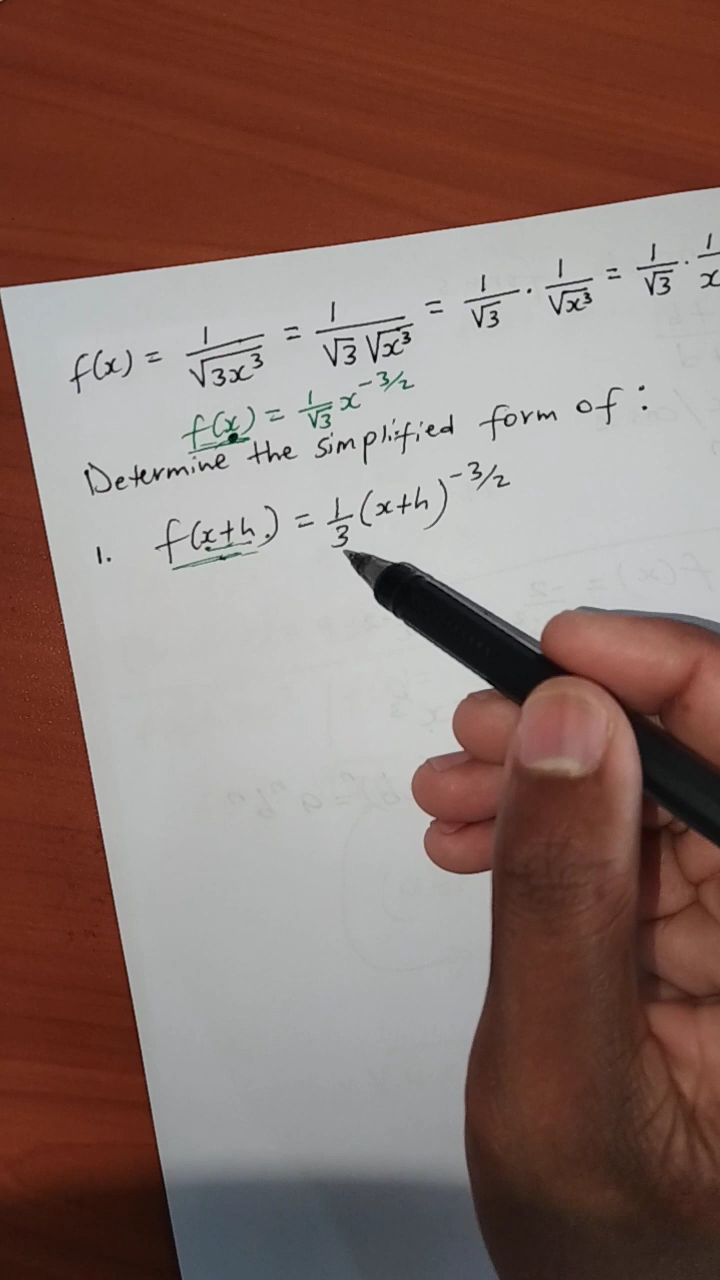 f(x) = 1/√(3x³) = 1/(√3 √x³) = 1/√3 · 1/√x³ = 1/√3 · 1/x
f(x) = 1/√3 x^(-3/2)
Determine the simplified form of :
1. f(x+h) = 1/3 (x+h)^(-3/2)